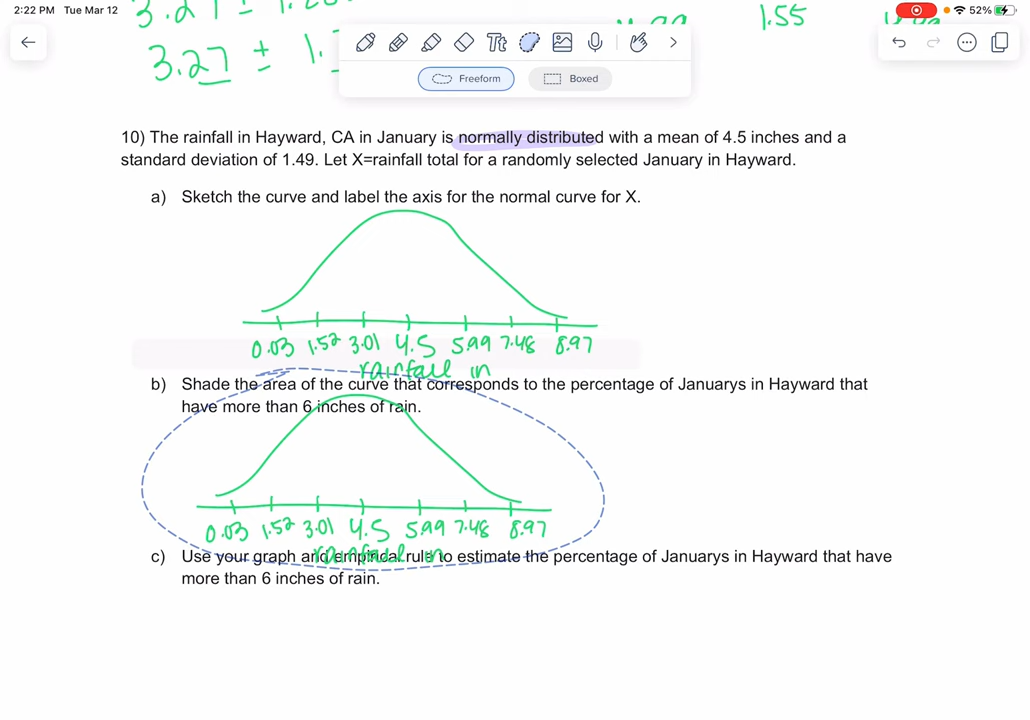 2:22 PM Tue Mar 12
52%
1.55
3.27 ±
3.27 ± 1.
Tt
Freeform
Boxed
10) The rainfall in Hayward, CA in January is normally distributed with a mean of 4.5 inches and a
standard deviation of 1.49. Let X=rainfall total for a randomly selected January in Hayward.
a) Sketch the curve and label the axis for the normal curve for X.
0.03 1.52 3.01 4.5 5.99 7.48 8.97
rainfall in
b) Shade the area of the curve that corresponds to the percentage of Januarys in Hayward that
have more than 6 inches of rain.
0.03 1.52 3.01 4.5 5.99 7.48 8.97
rainfall in
c) Use your graph and empirical rule to estimate the percentage of Januarys in Hayward that have
more than 6 inches of rain.